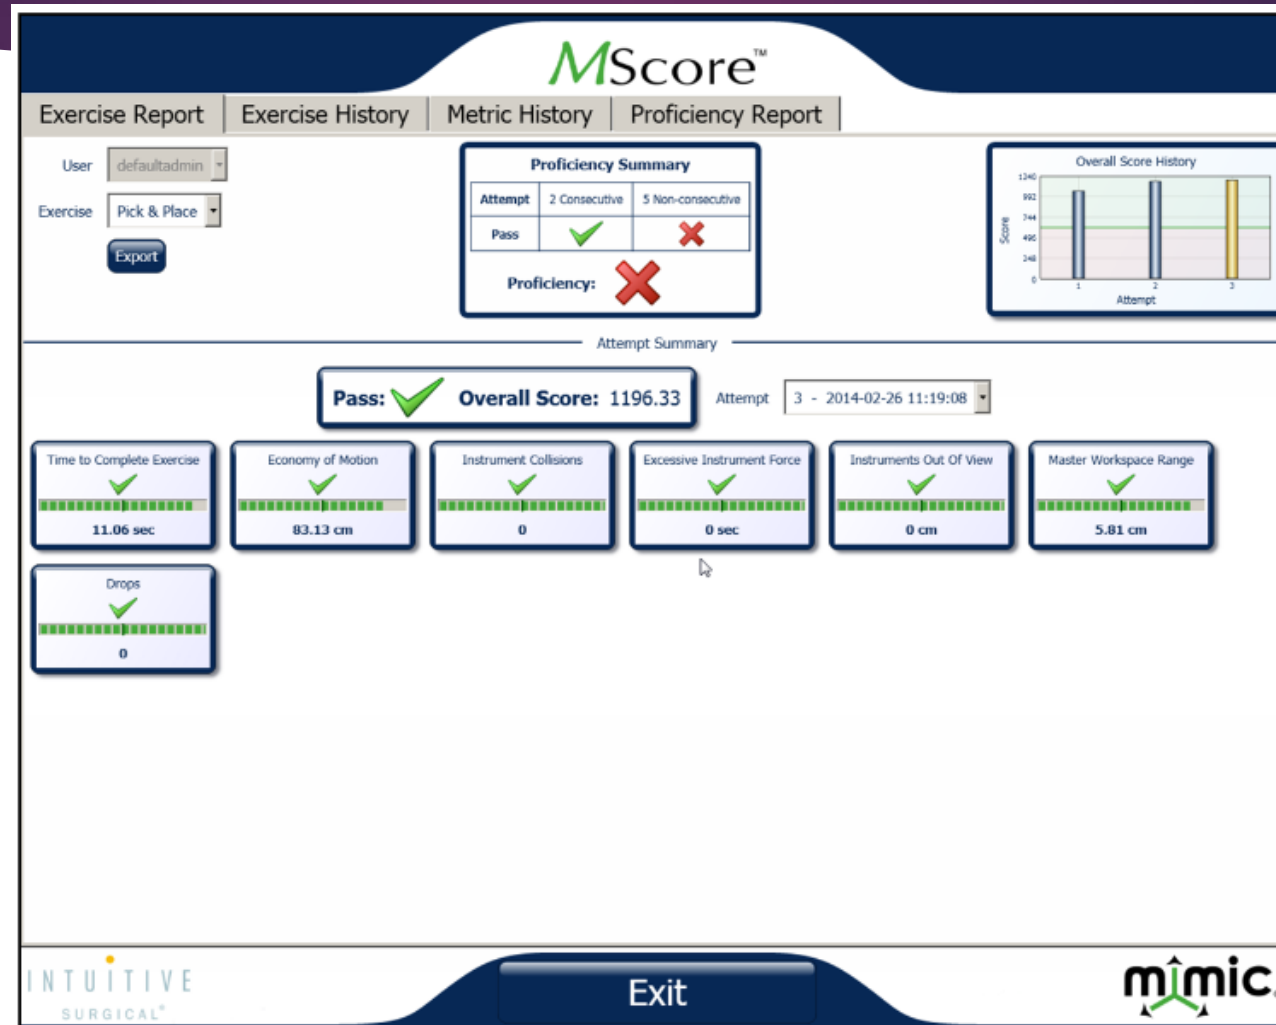 MScore™
Exercise Report Exercise History Metric History Proficiency Report
User defaultadmin
Exercise Pick & Place
Export
Proficiency Summary
Attempt 2 Consecutive 5 Non-consecutive
Pass
Proficiency:
Overall Score History
Score
1240
992
744
496
248
0
1 2 3
Attempt
Attempt Summary
Pass: Overall Score: 1196.33 Attempt 3 - 2014-02-26 11:19:08
Time to Complete Exercise
11.06 sec
Economy of Motion
83.13 cm
Instrument Collisions
0
Excessive Instrument Force
0 sec
Instruments Out Of View
0 cm
Master Workspace Range
5.81 cm
Drops
0
INTUITIVE
SURGICAL®
Exit
mimic